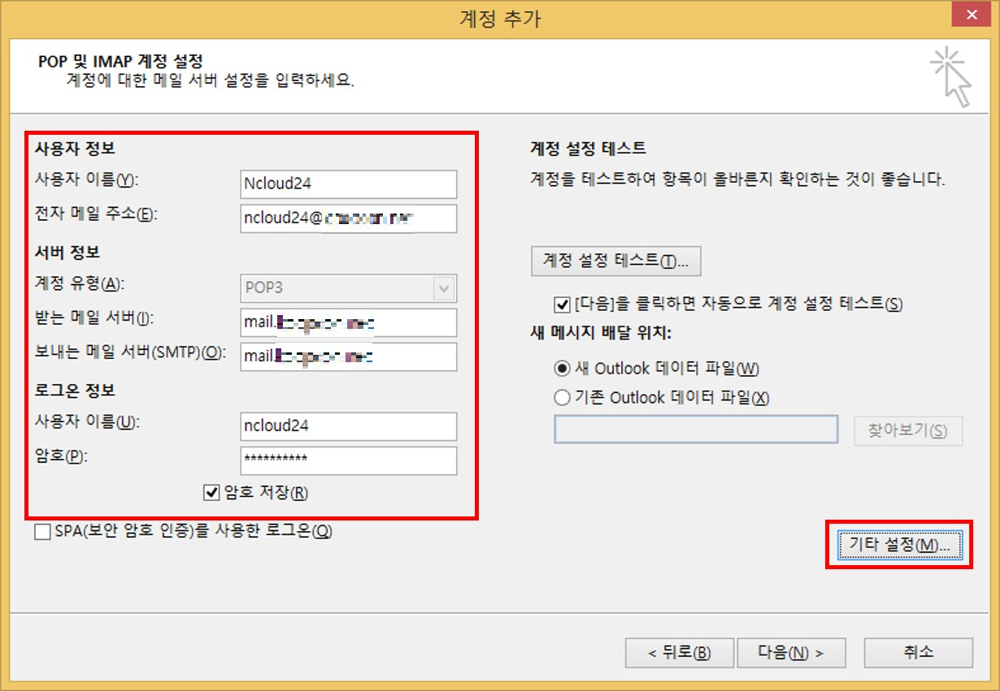 계정 추가
POP 및 IMAP 계정 설정
계정에 대한 메일 서버 설정을 입력하세요.
사용자 정보
사용자 이름(Y):
Ncloud24
전자 메일 주소(E):
ncloud24@
서버 정보
계정 유형(A):
POP3
받는 메일 서버(I):
mail.
보내는 메일 서버(SMTP)(O):
mail
로그온 정보
사용자 이름(U):
ncloud24
암호(P):
**********
암호 저장(R)
SPA(보안 암호 인증)를 사용한 로그온(Q)
계정 설정 테스트
계정을 테스트하여 항목이 올바른지 확인하는 것이 좋습니다.
계정 설정 테스트(T)...
[다음]을 클릭하면 자동으로 계정 설정 테스트(S)
새 메시지 배달 위치:
새 Outlook 데이터 파일(W)
기존 Outlook 데이터 파일(X)
찾아보기(S)
기타 설정(M)...
< 뒤로(B)
다음(N) >
취소